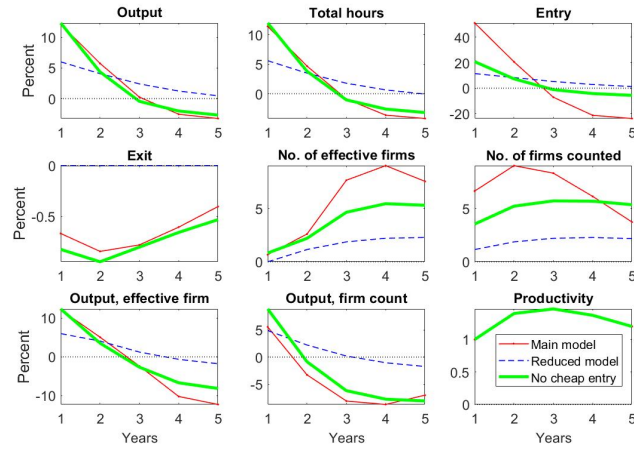 Output
Total hours
Entry
Percent
10
5
0
1 2 3 4 5
10
5
0
1 2 3 4 5
40
20
0
-20
1 2 3 4 5
Exit
No. of effective firms
No. of firms counted
Percent
0
-0.5
1 2 3 4 5
5
0
1 2 3 4 5
5
0
1 2 3 4 5
Output, effective firm
Output, firm count
Productivity
Percent
10
0
-10
1 2 3 4 5
Years
5
0
-5
1 2 3 4 5
Years
1
0.5
0
1 2 3 4 5
Years
Main model
Reduced model
No cheap entry